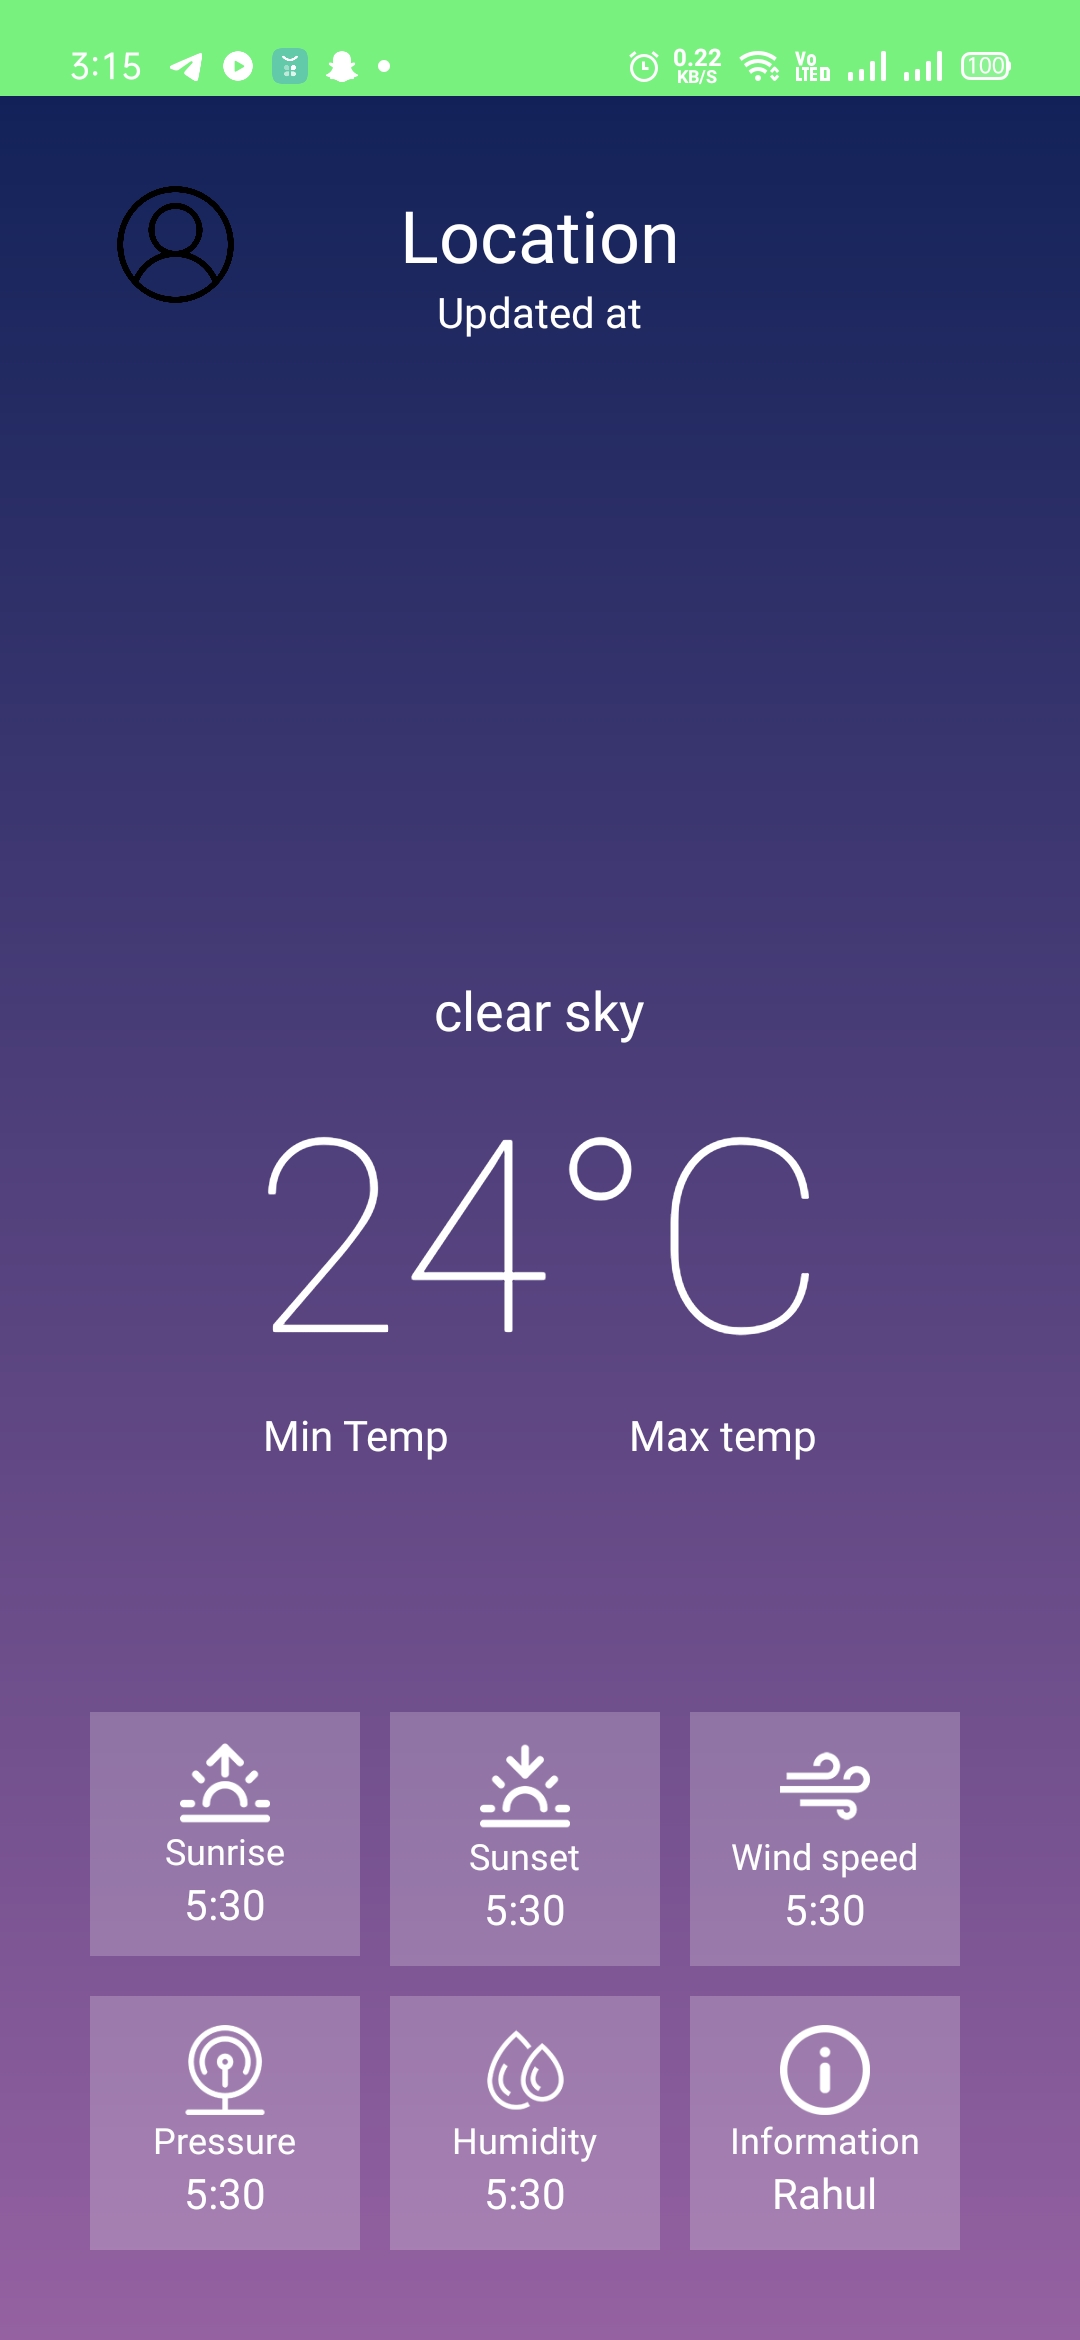 3:15 0.22 KB/S Vo LTE 100
Location
Updated at
clear sky
24°C
Min Temp Max temp
Sunrise Sunset Wind speed
5:30 5:30 5:30
Pressure Humidity Information
5:30 5:30 Rahul